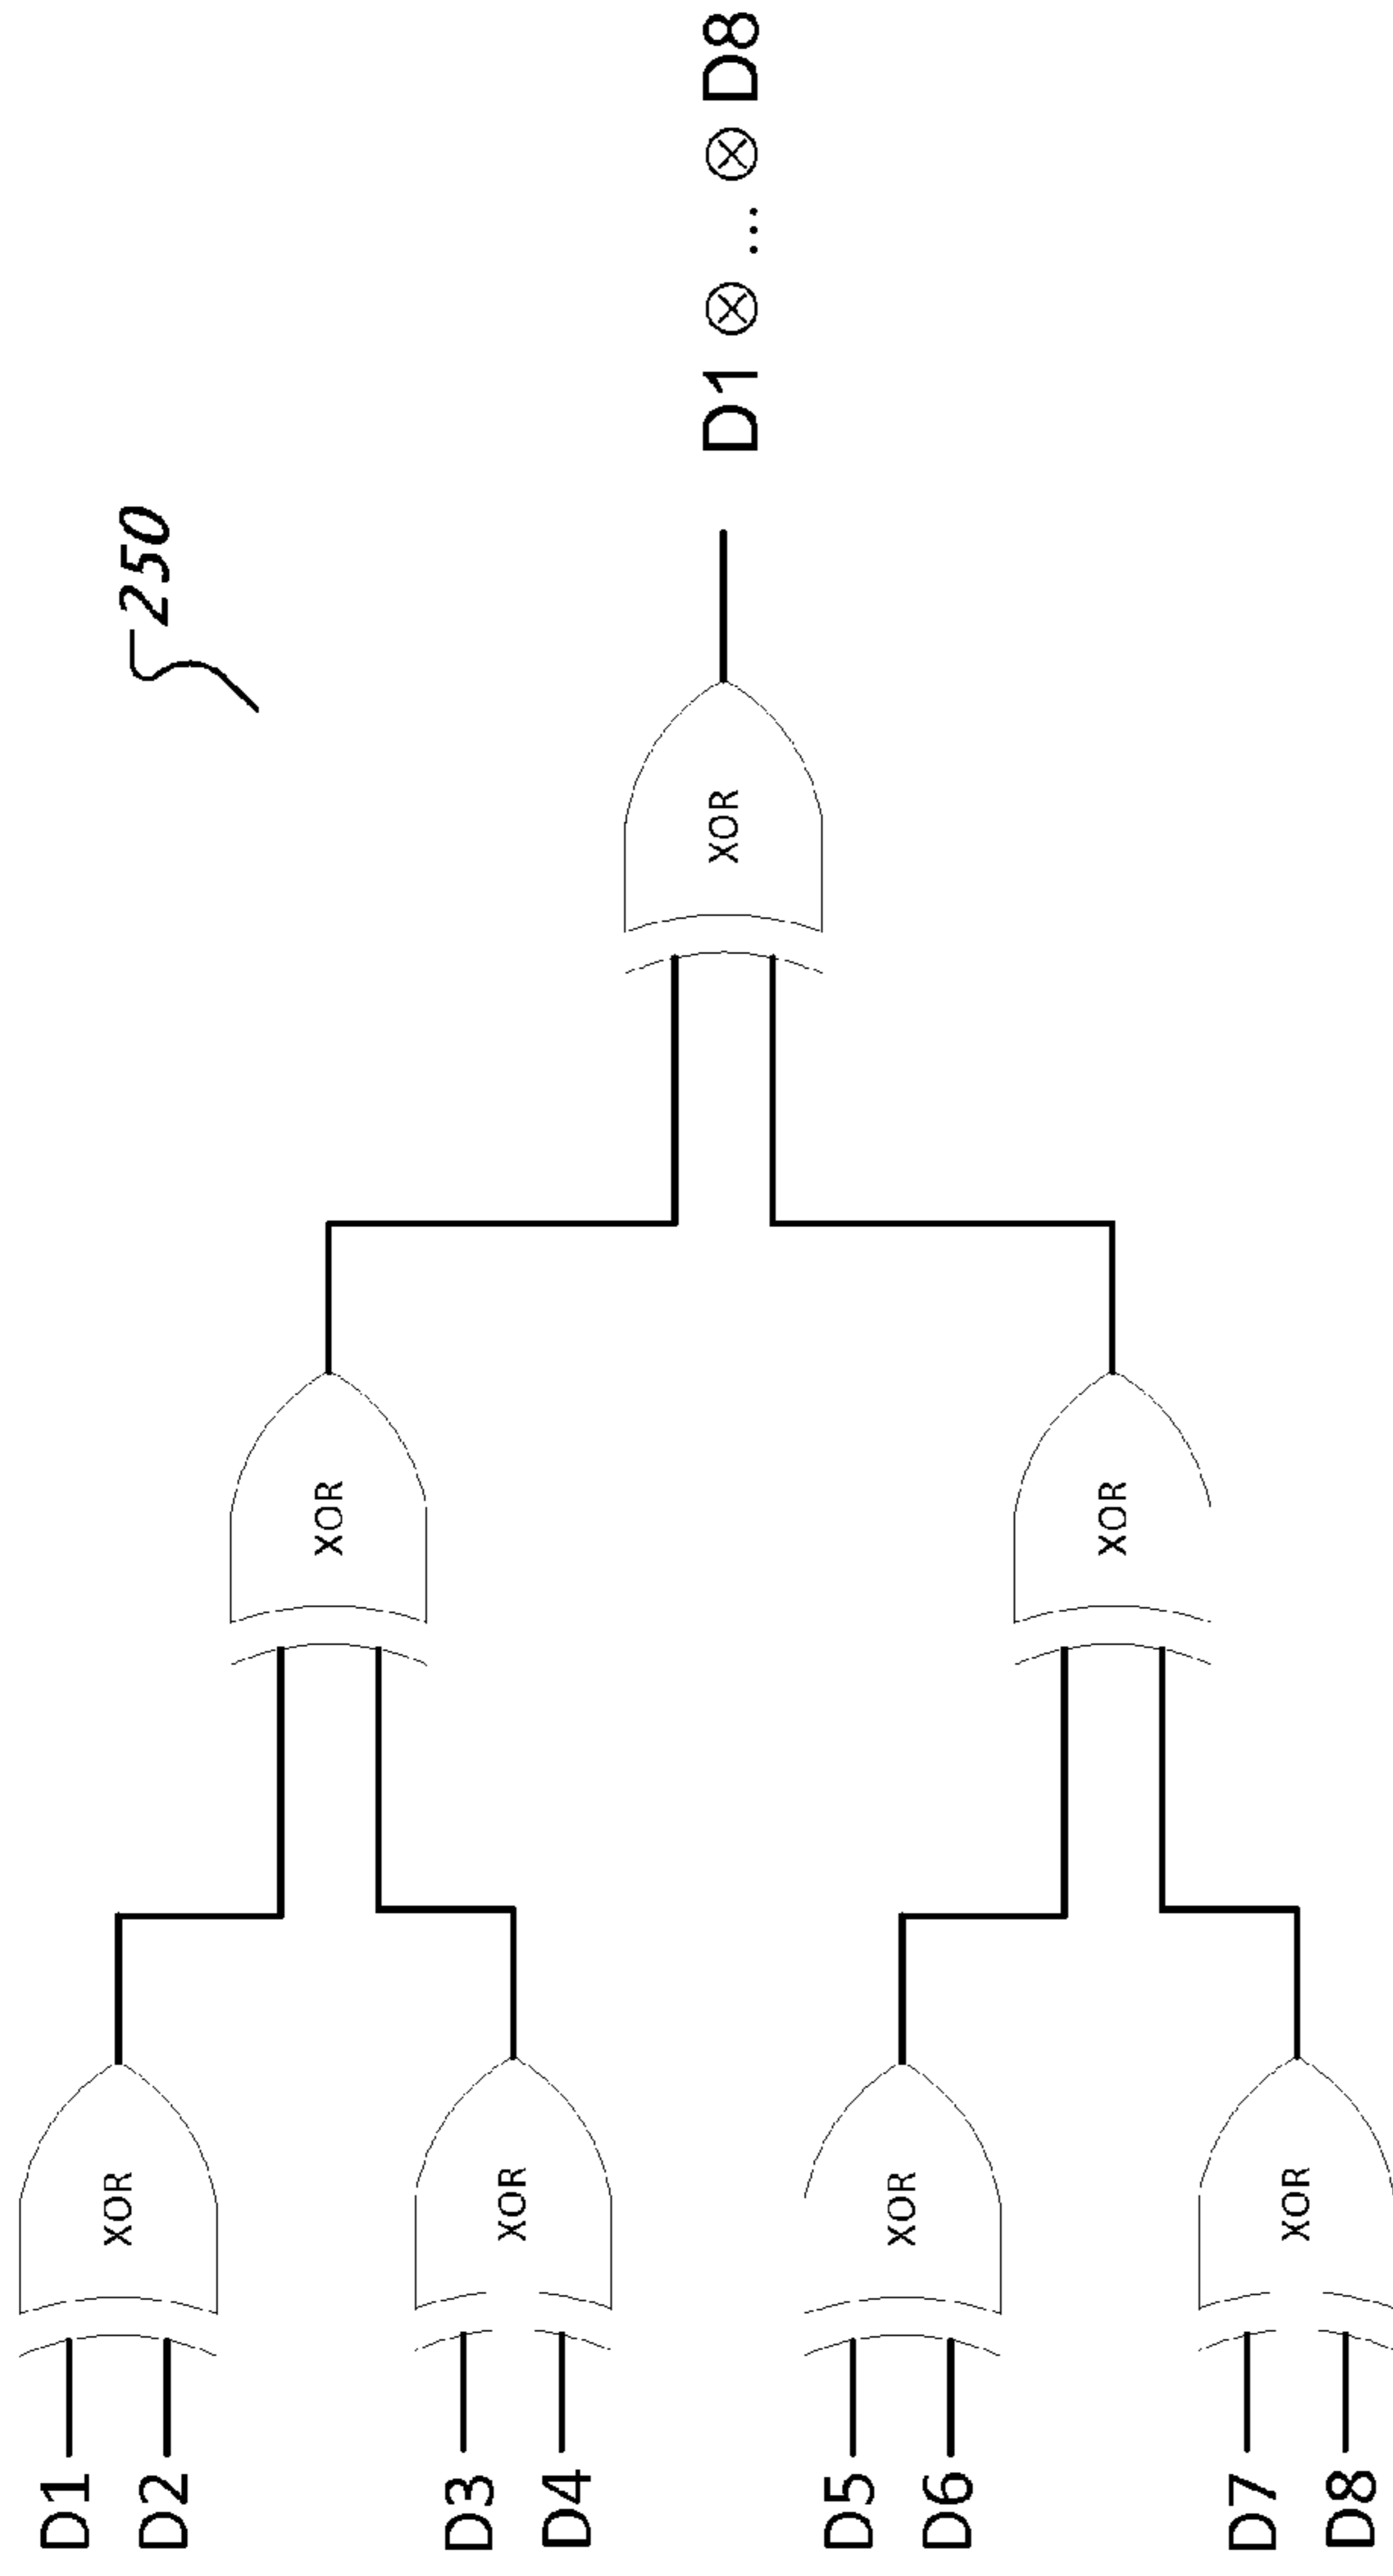 250
D1
D2
XOR
D3
D4
XOR
D5
D6
XOR
D7
D8
XOR
XOR
XOR
XOR
D1 ⊗ ... ⊗ D8